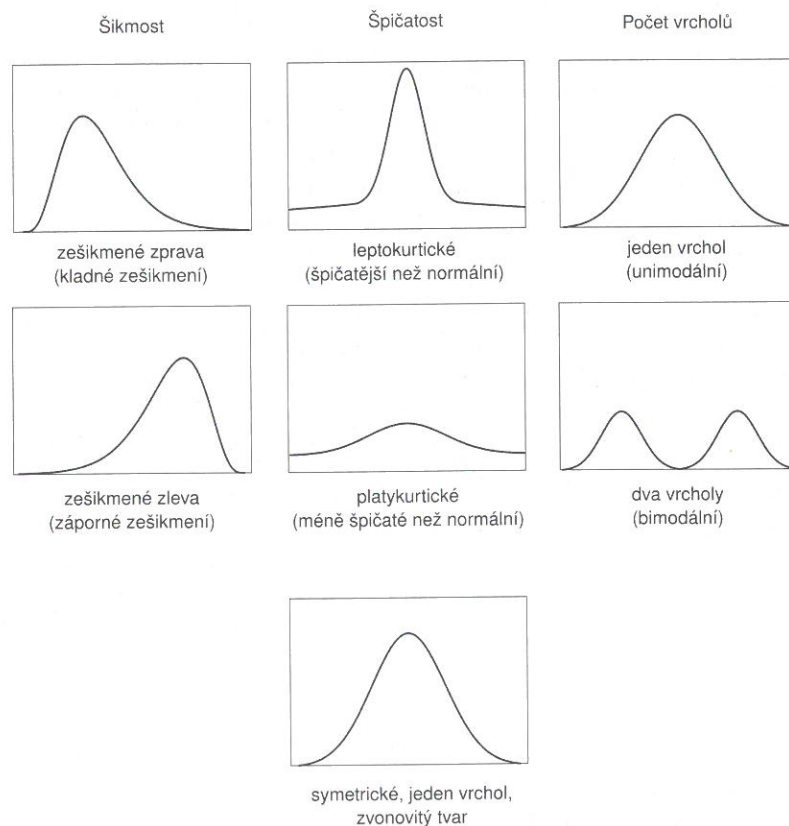 Šikmost
Špičatost
Počet vrcholů
zešikmené zprava
(kladné zešikmení)
leptokurtické
(špičatější než normální)
jeden vrchol
(unimodální)
zešikmené zleva
(záporné zešikmení)
platykurtické
(méně špičaté než normální)
dva vrcholy
(bimodální)
symetrické, jeden vrchol,
zvonovitý tvar